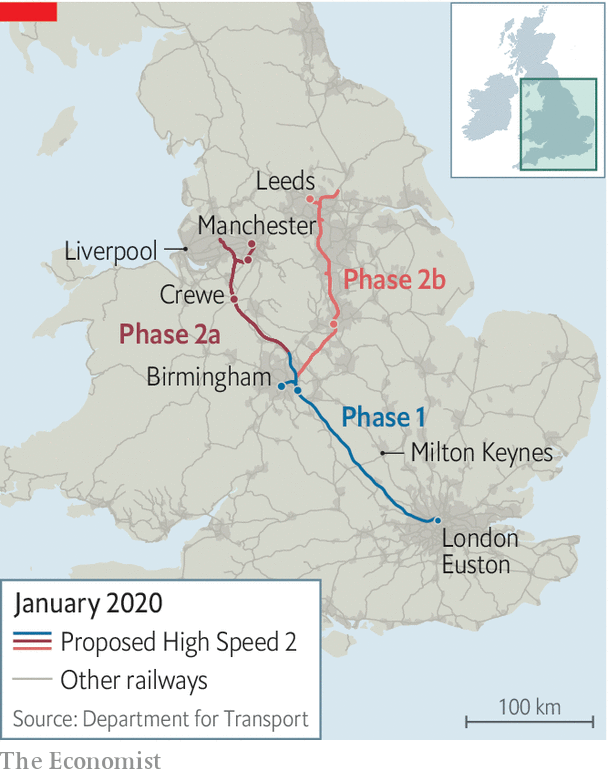 Leeds
Manchester
Liverpool
Phase 2b
Crewe
Phase 2a
Birmingham
Phase 1
Milton Keynes
London
Euston
January 2020
Proposed High Speed 2
Other railways
Source: Department for Transport
100 km
The Economist